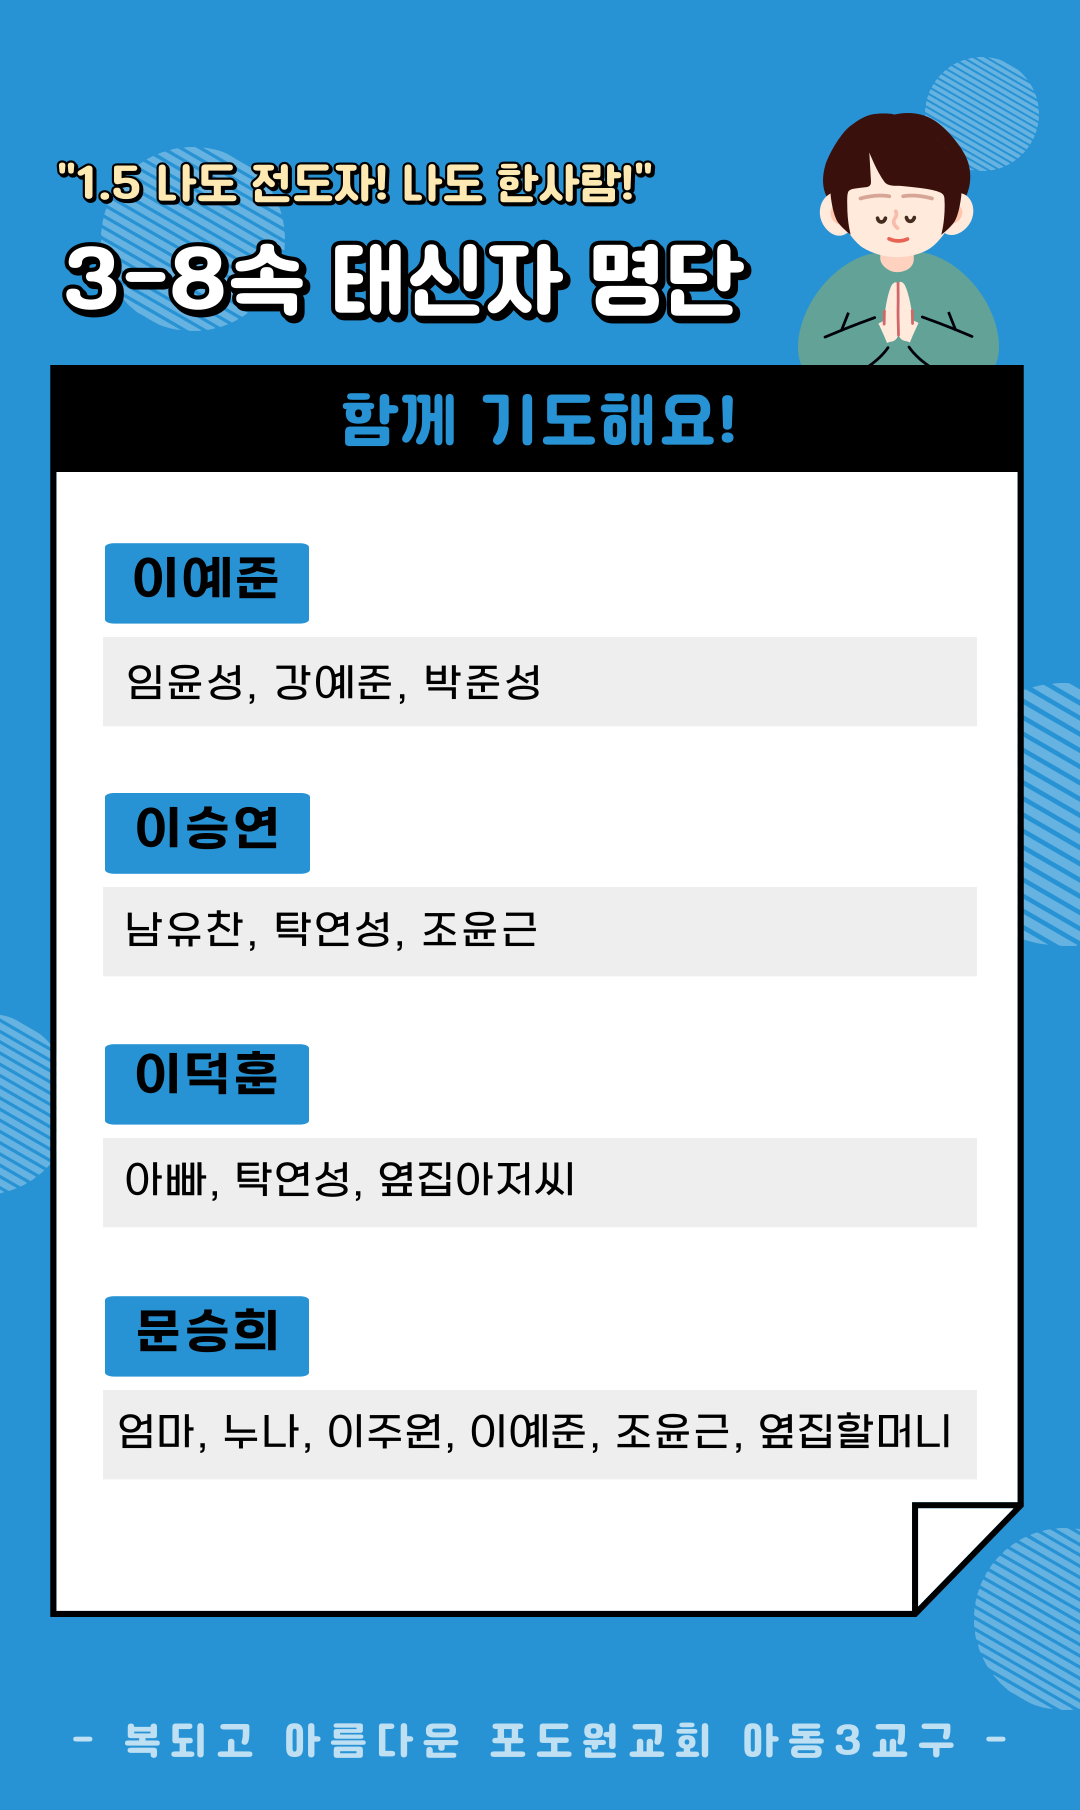 "1.5 나도 전도자! 나도 한사람!"
3-8속 태신자 명단
함께 기도해요!
이예준
임윤성, 강예준, 박준성
이승연
남유찬, 탁연성, 조윤근
이덕훈
아빠, 탁연성, 옆집아저씨
문승희
엄마, 누나, 이주원, 이예준, 조윤근, 옆집할머니
- 복되고 아름다운 포도원교회 아동3교구 -